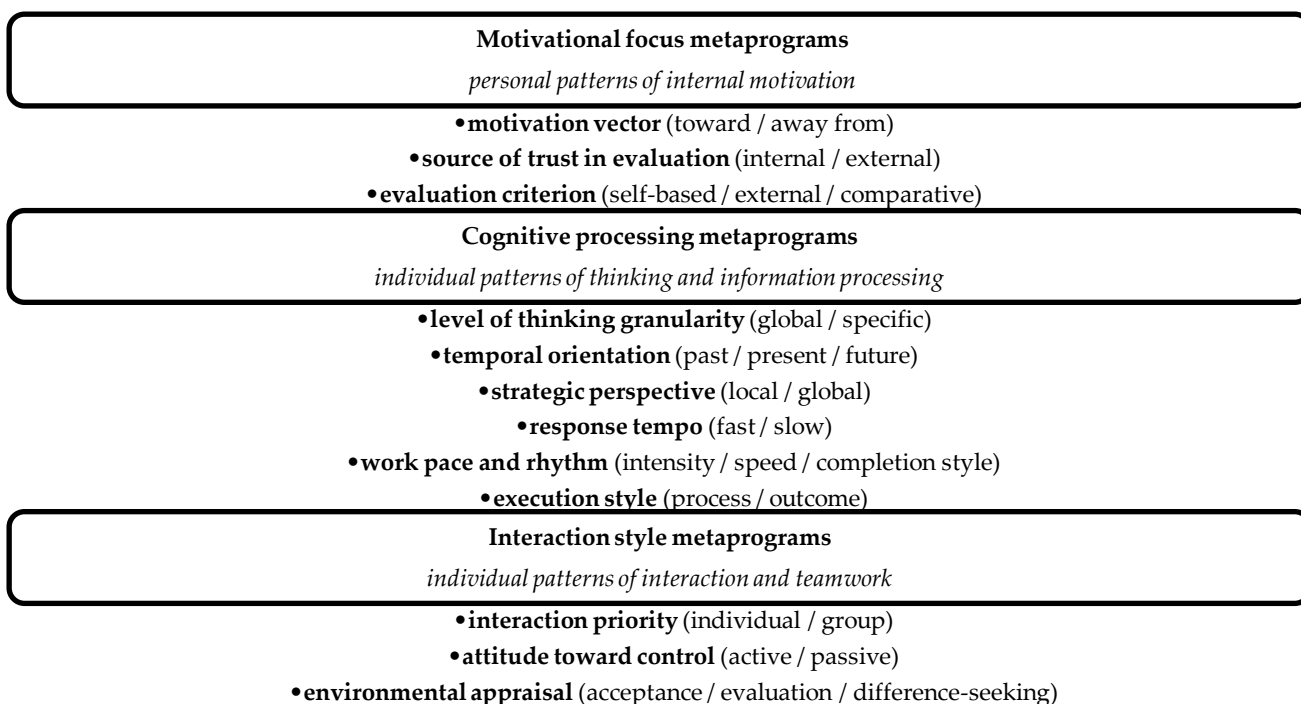 Motivational focus metaprograms
personal patterns of internal motivation
•motivation vector (toward / away from)
•source of trust in evaluation (internal / external)
•evaluation criterion (self-based / external / comparative)
Cognitive processing metaprograms
individual patterns of thinking and information processing
•level of thinking granularity (global / specific)
•temporal orientation (past / present / future)
•strategic perspective (local / global)
•response tempo (fast / slow)
•work pace and rhythm (intensity / speed / completion style)
•execution style (process / outcome)
Interaction style metaprograms
individual patterns of interaction and teamwork
•interaction priority (individual / group)
•attitude toward control (active / passive)
•environmental appraisal (acceptance / evaluation / difference-seeking)